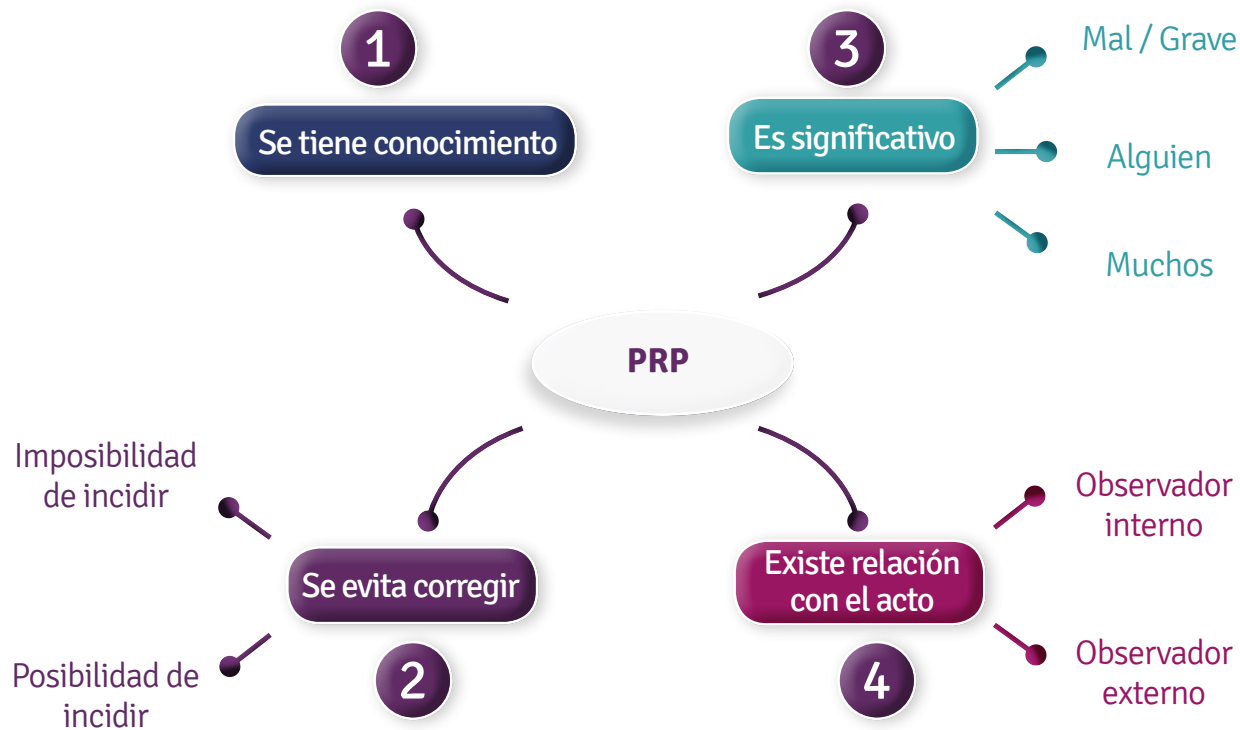 1
Se tiene conocimiento
3
Es significativo
Mal / Grave
Alguien
Muchos
PRP
Imposibilidad
de incidir
Se evita corregir
Posibilidad de
incidir
2
Existe relación
con el acto
4
Observador
interno
Observador
externo